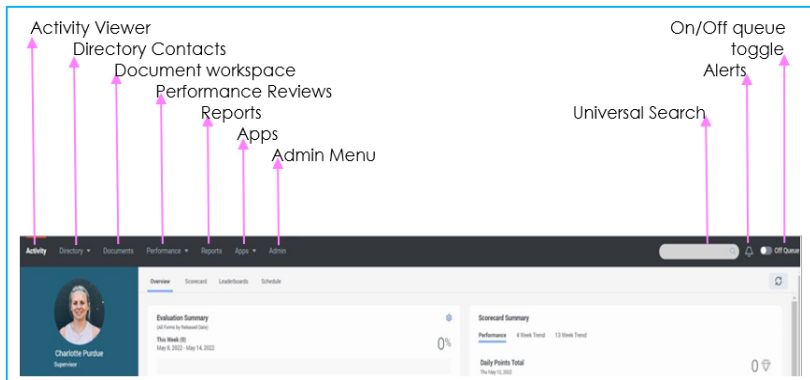 Activity Viewer
On/Off queue
Directory Contacts
toggle
Document workspace
Alerts
Performance Reviews
Reports
Universal Search
Apps
Admin Menu
Activity Directory Documents Performance Reports Apps Admin Off Queue
Overview Scorecard Leaderboards Schedule
Evaluation Summary
(All Forms by Released Date)
This Week (0)
May 8, 2022 - May 14, 2022
0%
Scorecard Summary
Performance 4 Week Trend 13 Week Trend
Daily Points Total
Thu May 12, 2022
0
Charlotte Purdue
Supervisor